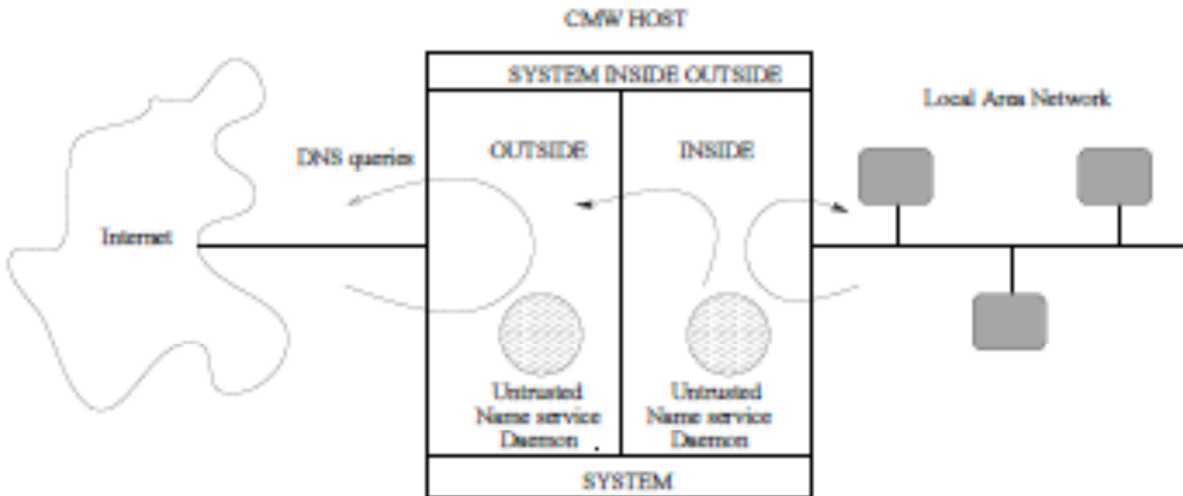 CMW HOST
SYSTEM INSIDE OUTSIDE
Local Area Network
DNS queries
OUTSIDE
INSIDE
Internet
Untrusted
Name service
Daemon
Untrusted
Name service
Daemon
SYSTEM